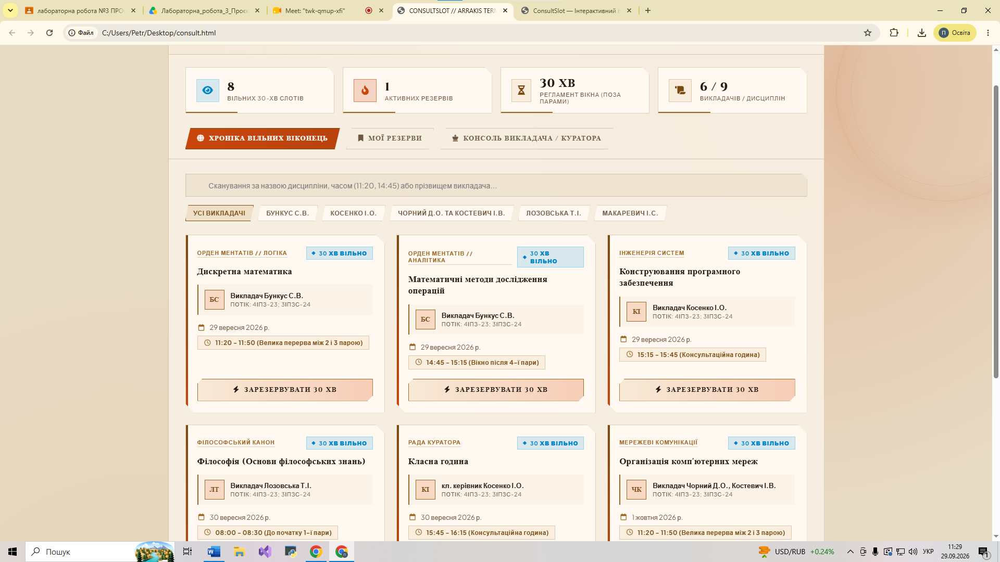 лабораторна робота №3 ПРО
Лабораторна_робота_3_Проєк
Meet: "twk-qmup-xfi"
CONSULTSLOT // ARRAKIS TERM
ConsultSlot — Інтерактивний п
Файл
C:/Users/Petr/Desktop/consult.html
П
Освіта
8
ВІЛЬНИХ 30-ХВ СЛОТІВ
1
АКТИВНИХ РЕЗЕРВІВ
30 ХВ
РЕГЛАМЕНТ ВІКНА (ПОЗА
ПАРАМИ)
6 / 9
ВИКЛАДАЧІВ / ДИСЦИПЛІН
ХРОНІКА ВІЛЬНИХ ВІКОНЕЦЬ
МОЇ РЕЗЕРВИ
КОНСОЛЬ ВИКЛАДАЧА / КУРАТОРА
Сканування за назвою дисципліни, часом (11:20, 14:45) або прізвищем викладача...
УСІ ВИКЛАДАЧІ
БУНКУС С.В.
КОСЕНКО І.О.
ЧОРНИЙ Д.О. ТА КОСТЕВИЧ І.В.
ЛОЗОВСЬКА Т.І.
МАКАРЕВИЧ І.С.
ОРДЕН МЕНТАТІВ // ЛОГІКА
30 ХВ ВІЛЬНО
Дискретна математика
БС
Викладач Бункус С.В.
ПОТІК: 4ІПЗ-23; 3ІПЗС-24
29 вересня 2026 р.
11:20 – 11:50 (Велика перерва між 2 і 3 парою)
ЗАРЕЗЕРВУВАТИ 30 ХВ
ОРДЕН МЕНТАТІВ //
АНАЛІТИКА
30 ХВ
ВІЛЬНО
Математичні методи дослідження
операцій
БС
Викладач Бункус С.В.
ПОТІК: 4ІПЗ-23; 3ІПЗС-24
29 вересня 2026 р.
14:45 – 15:15 (Вікно після 4-ї пари)
ЗАРЕЗЕРВУВАТИ 30 ХВ
ІНЖЕНЕРІЯ СИСТЕМ
30 ХВ ВІЛЬНО
Конструювання програмного
забезпечення
КІ
Викладач Косенко І.О.
ПОТІК: 4ІПЗ-23; 3ІПЗС-24
29 вересня 2026 р.
15:15 – 15:45 (Консультаційна година)
ЗАРЕЗЕРВУВАТИ 30 ХВ
ФІЛОСОФСЬКИЙ КАНОН
30 ХВ ВІЛЬНО
Філософія (Основи філософських знань)
ЛТ
Викладач Лозовська Т.І.
ПОТІК: 4ІПЗ-23; 3ІПЗС-24
30 вересня 2026 р.
08:00 – 08:30 (До початку 1-ї пари)
РАДА КУРАТОРА
30 ХВ ВІЛЬНО
Класна година
КІ
кл. керівник Косенко І.О.
ПОТІК: 4ІПЗ-23; 3ІПЗС-24
30 вересня 2026 р.
15:45 – 16:15 (Консультаційна година)
МЕРЕЖЕВІ КОМУНІКАЦІЇ
30 ХВ ВІЛЬНО
Організація комп'ютерних мереж
ЧК
Викладач Чорний Д.О., Костевич І.В.
ПОТІК: 4ІПЗ-23; 3ІПЗС-24
1 жовтня 2026 р.
11:20 – 11:50 (Велика перерва між 2 і 3 парою)
Пошук
USD/RUB +0.24%
УКР
11:29
29.09.2026
1